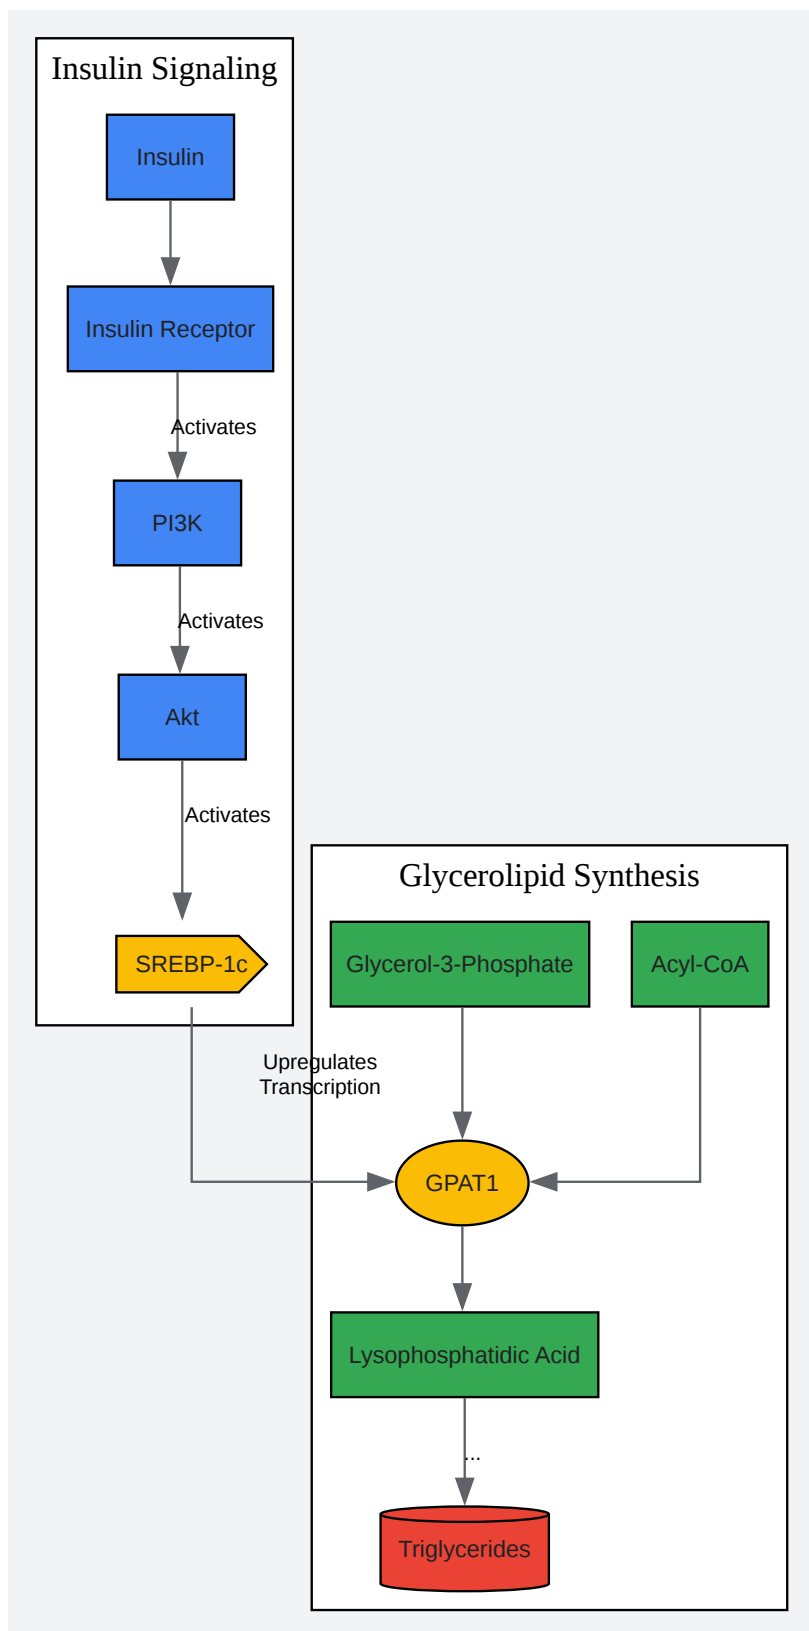 Insulin Signaling
Insulin
Insulin Receptor
Activates
PI3K
Activates
Akt
Activates
SREBP-1c
Glycerolipid Synthesis
Glycerol-3-Phosphate
Acyl-CoA
Upregulates
Transcription
GPAT1
Lysophosphatidic Acid
...
Triglycerides